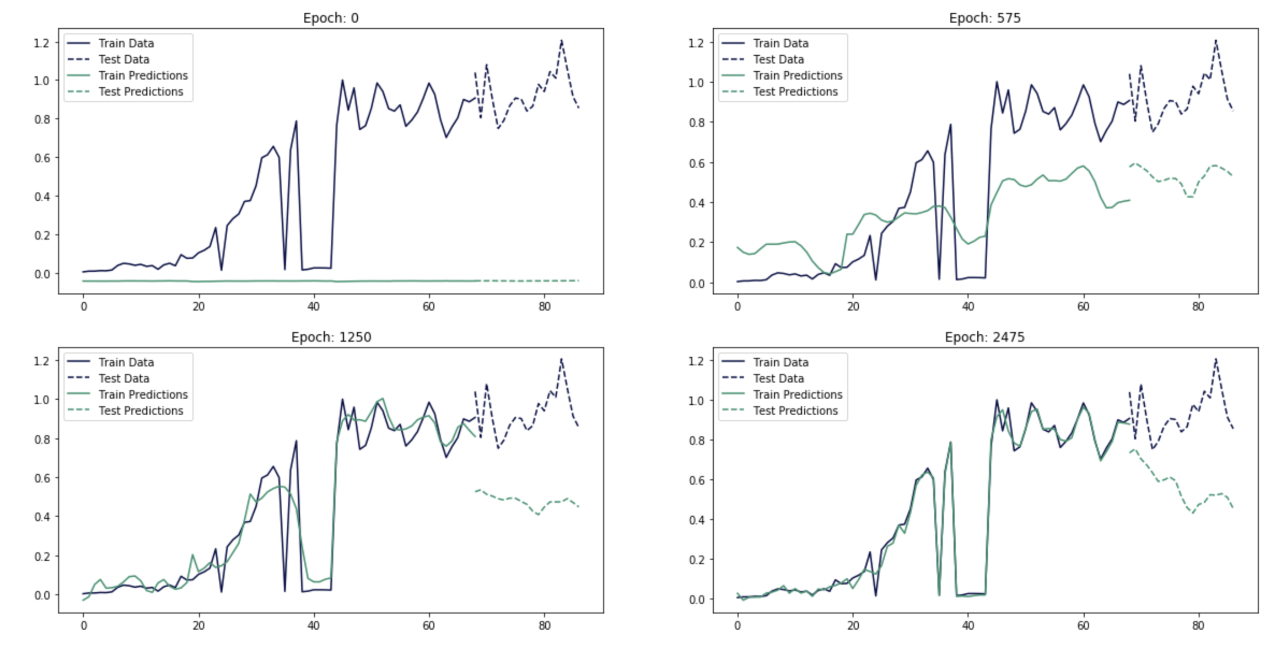 Epoch: 0
Train Data
Test Data
Train Predictions
Test Predictions
1.2
1.0
0.8
0.6
0.4
0.2
0.0
0 20 40 60 80
Epoch: 575
Train Data
Test Data
Train Predictions
Test Predictions
1.2
1.0
0.8
0.6
0.4
0.2
0.0
0 20 40 60 80
Epoch: 1250
Train Data
Test Data
Train Predictions
Test Predictions
1.2
1.0
0.8
0.6
0.4
0.2
0.0
0 20 40 60 80
Epoch: 2475
Train Data
Test Data
Train Predictions
Test Predictions
1.2
1.0
0.8
0.6
0.4
0.2
0.0
0 20 40 60 80